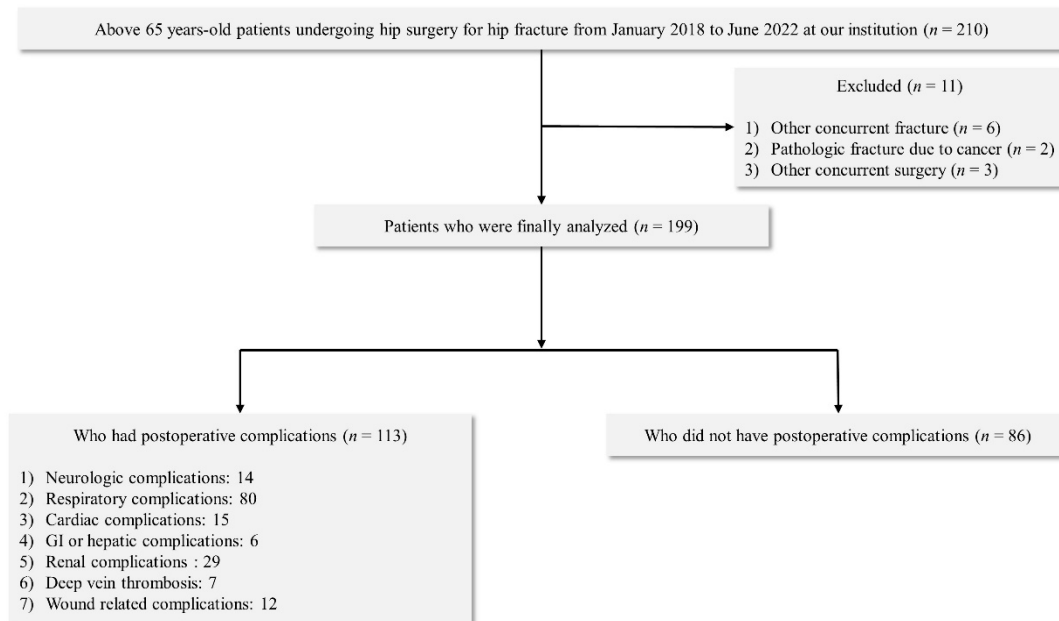 Above 65 years-old patients undergoing hip surgery for hip fracture from January 2018 to June 2022 at our institution (n = 210)
Excluded (n = 11)
1) Other concurrent fracture (n = 6)
2) Pathologic fracture due to cancer (n = 2)
3) Other concurrent surgery (n = 3)
Patients who were finally analyzed (n = 199)
Who had postoperative complications (n = 113)
1) Neurologic complications: 14
2) Respiratory complications: 80
3) Cardiac complications: 15
4) GI or hepatic complications: 6
5) Renal complications : 29
6) Deep vein thrombosis: 7
7) Wound related complications: 12
Who did not have postoperative complications (n = 86)